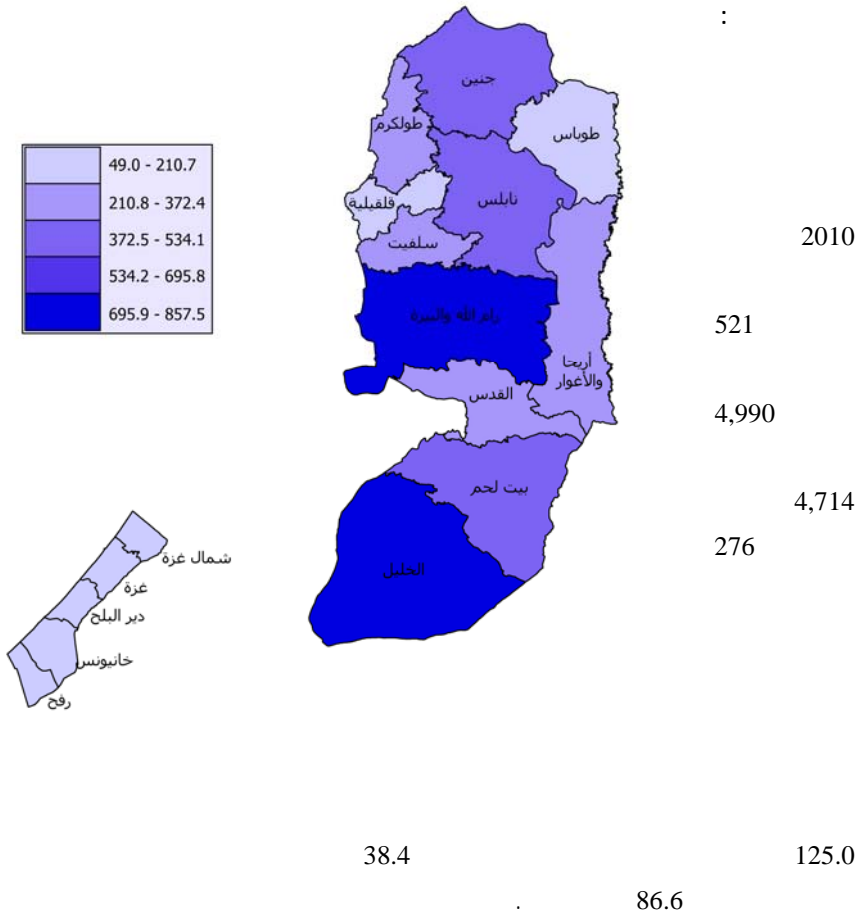 :
جنين
طوباس
طولكرم
49.0 - 210.7
210.8 - 372.4
372.5 - 534.1
534.2 - 695.8
695.9 - 857.5
نابلس
قلقيلية
سلفيت
2010
رام الله والبيرة
521
أريحا
والأغوار
القدس
4,990
بيت لحم
4,714
276
الخليل
شمال غزة
غزة
دير البلح
خانيونس
رفح
125.0 38.4
86.6 .